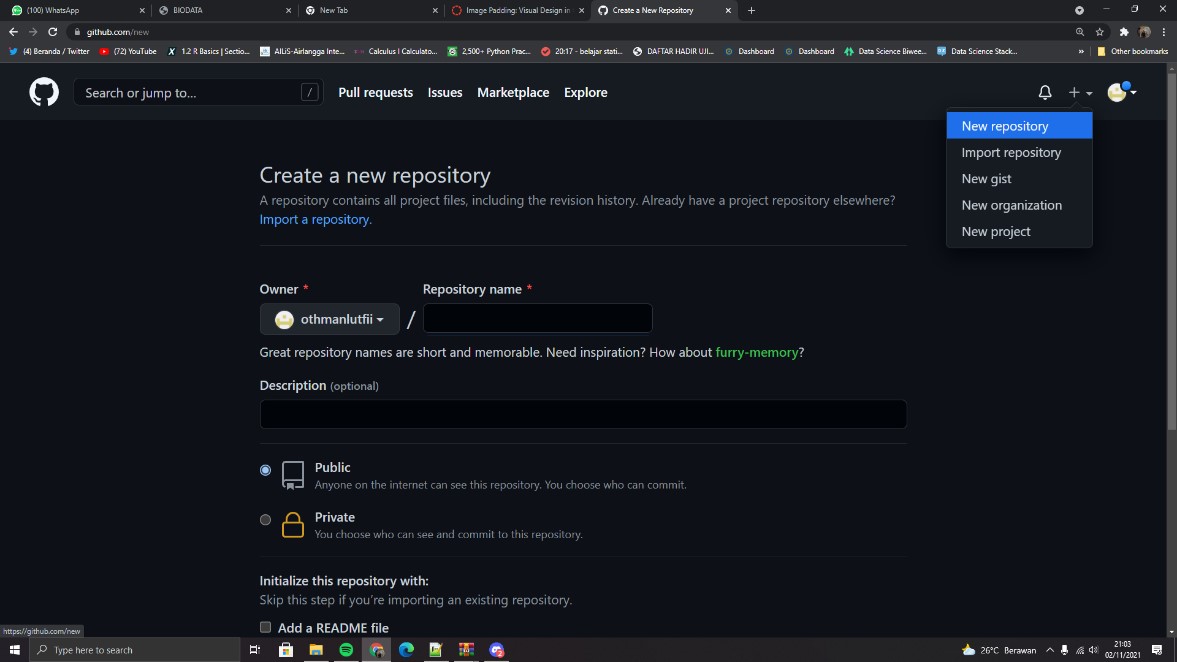 (100) WhatsApp
BIODATA
New Tab
Image Padding: Visual Design in
Create a New Repository
github.com/new
(4) Beranda / Twitter
(72) YouTube
1.2 R Basics | Sectio...
AIUS-Airlangga Inte...
Calculus I Calculato...
2,500+ Python Prac...
20:17 - belajar stati...
DAFTAR HADIR UJI...
Dashboard
Dashboard
Data Science Biwee...
Data Science Stack...
»
Other bookmarks
Search or jump to...
/
Pull requests
Issues
Marketplace
Explore
New repository
Import repository
New gist
New organization
New project
Create a new repository
A repository contains all project files, including the revision history. Already have a project repository elsewhere?
Import a repository.
Owner *
Repository name *
othmanlutfii
/
Great repository names are short and memorable. Need inspiration? How about furry-memory?
Description (optional)
Public
Anyone on the internet can see this repository. You choose who can commit.
Private
You choose who can see and commit to this repository.
Initialize this repository with:
Skip this step if you're importing an existing repository.
Add a README file
https://github.com/new
Type here to search
26°C Berawan
21:03
02/11/2021